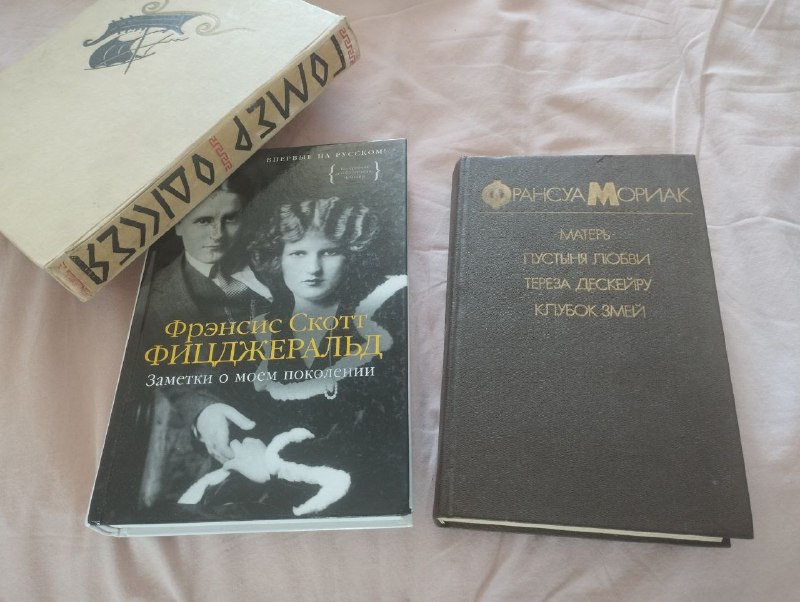 ГОМЕР ОДИССЕЯ
ВПЕРВЫЕ НА РУССКОМ!
Фрэнсис Скотт
ФИЦДЖЕРАЛЬД
Заметки о моем поколении
ФРАНСУА МОРИАК
МАТЕРЬ
ПУСТЫНЯ ЛЮБВИ
ТЕРЕЗА ДЕСКЕЙРУ
КЛУБОК ЗМЕЙ